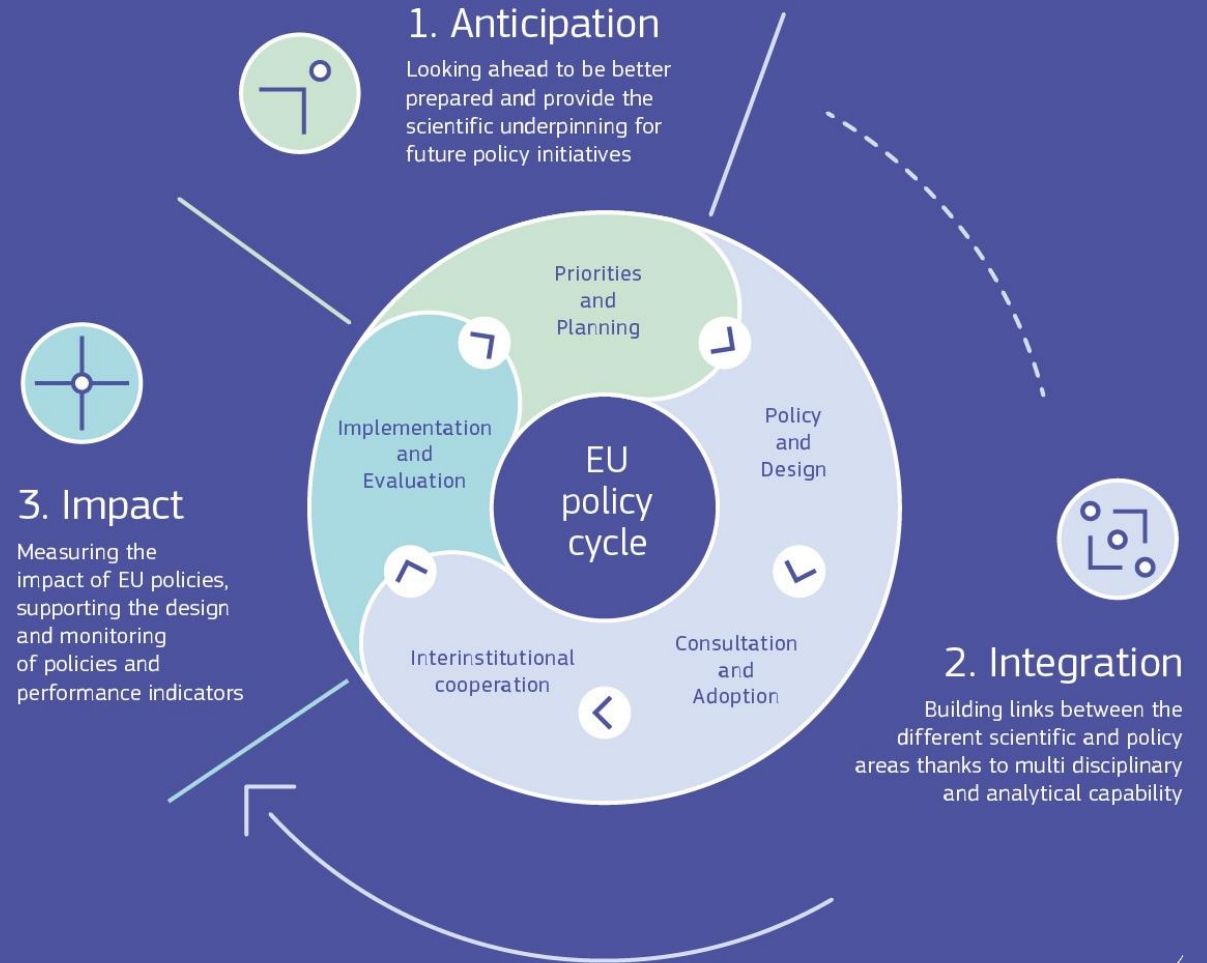 1. Anticipation
Looking ahead to be better
prepared and provide the
scientific underpinning for
future policy initiatives
Priorities
and
Planning
Policy
and
Design
Implementation
and
Evaluation
EU
policy
cycle
Consultation
and
Adoption
Interinstitutional
cooperation
2. Integration
Building links between the
different scientific and policy
areas thanks to multi disciplinary
and analytical capability
3. Impact
Measuring the
impact of EU policies,
supporting the design
and monitoring
of policies and
performance indicators